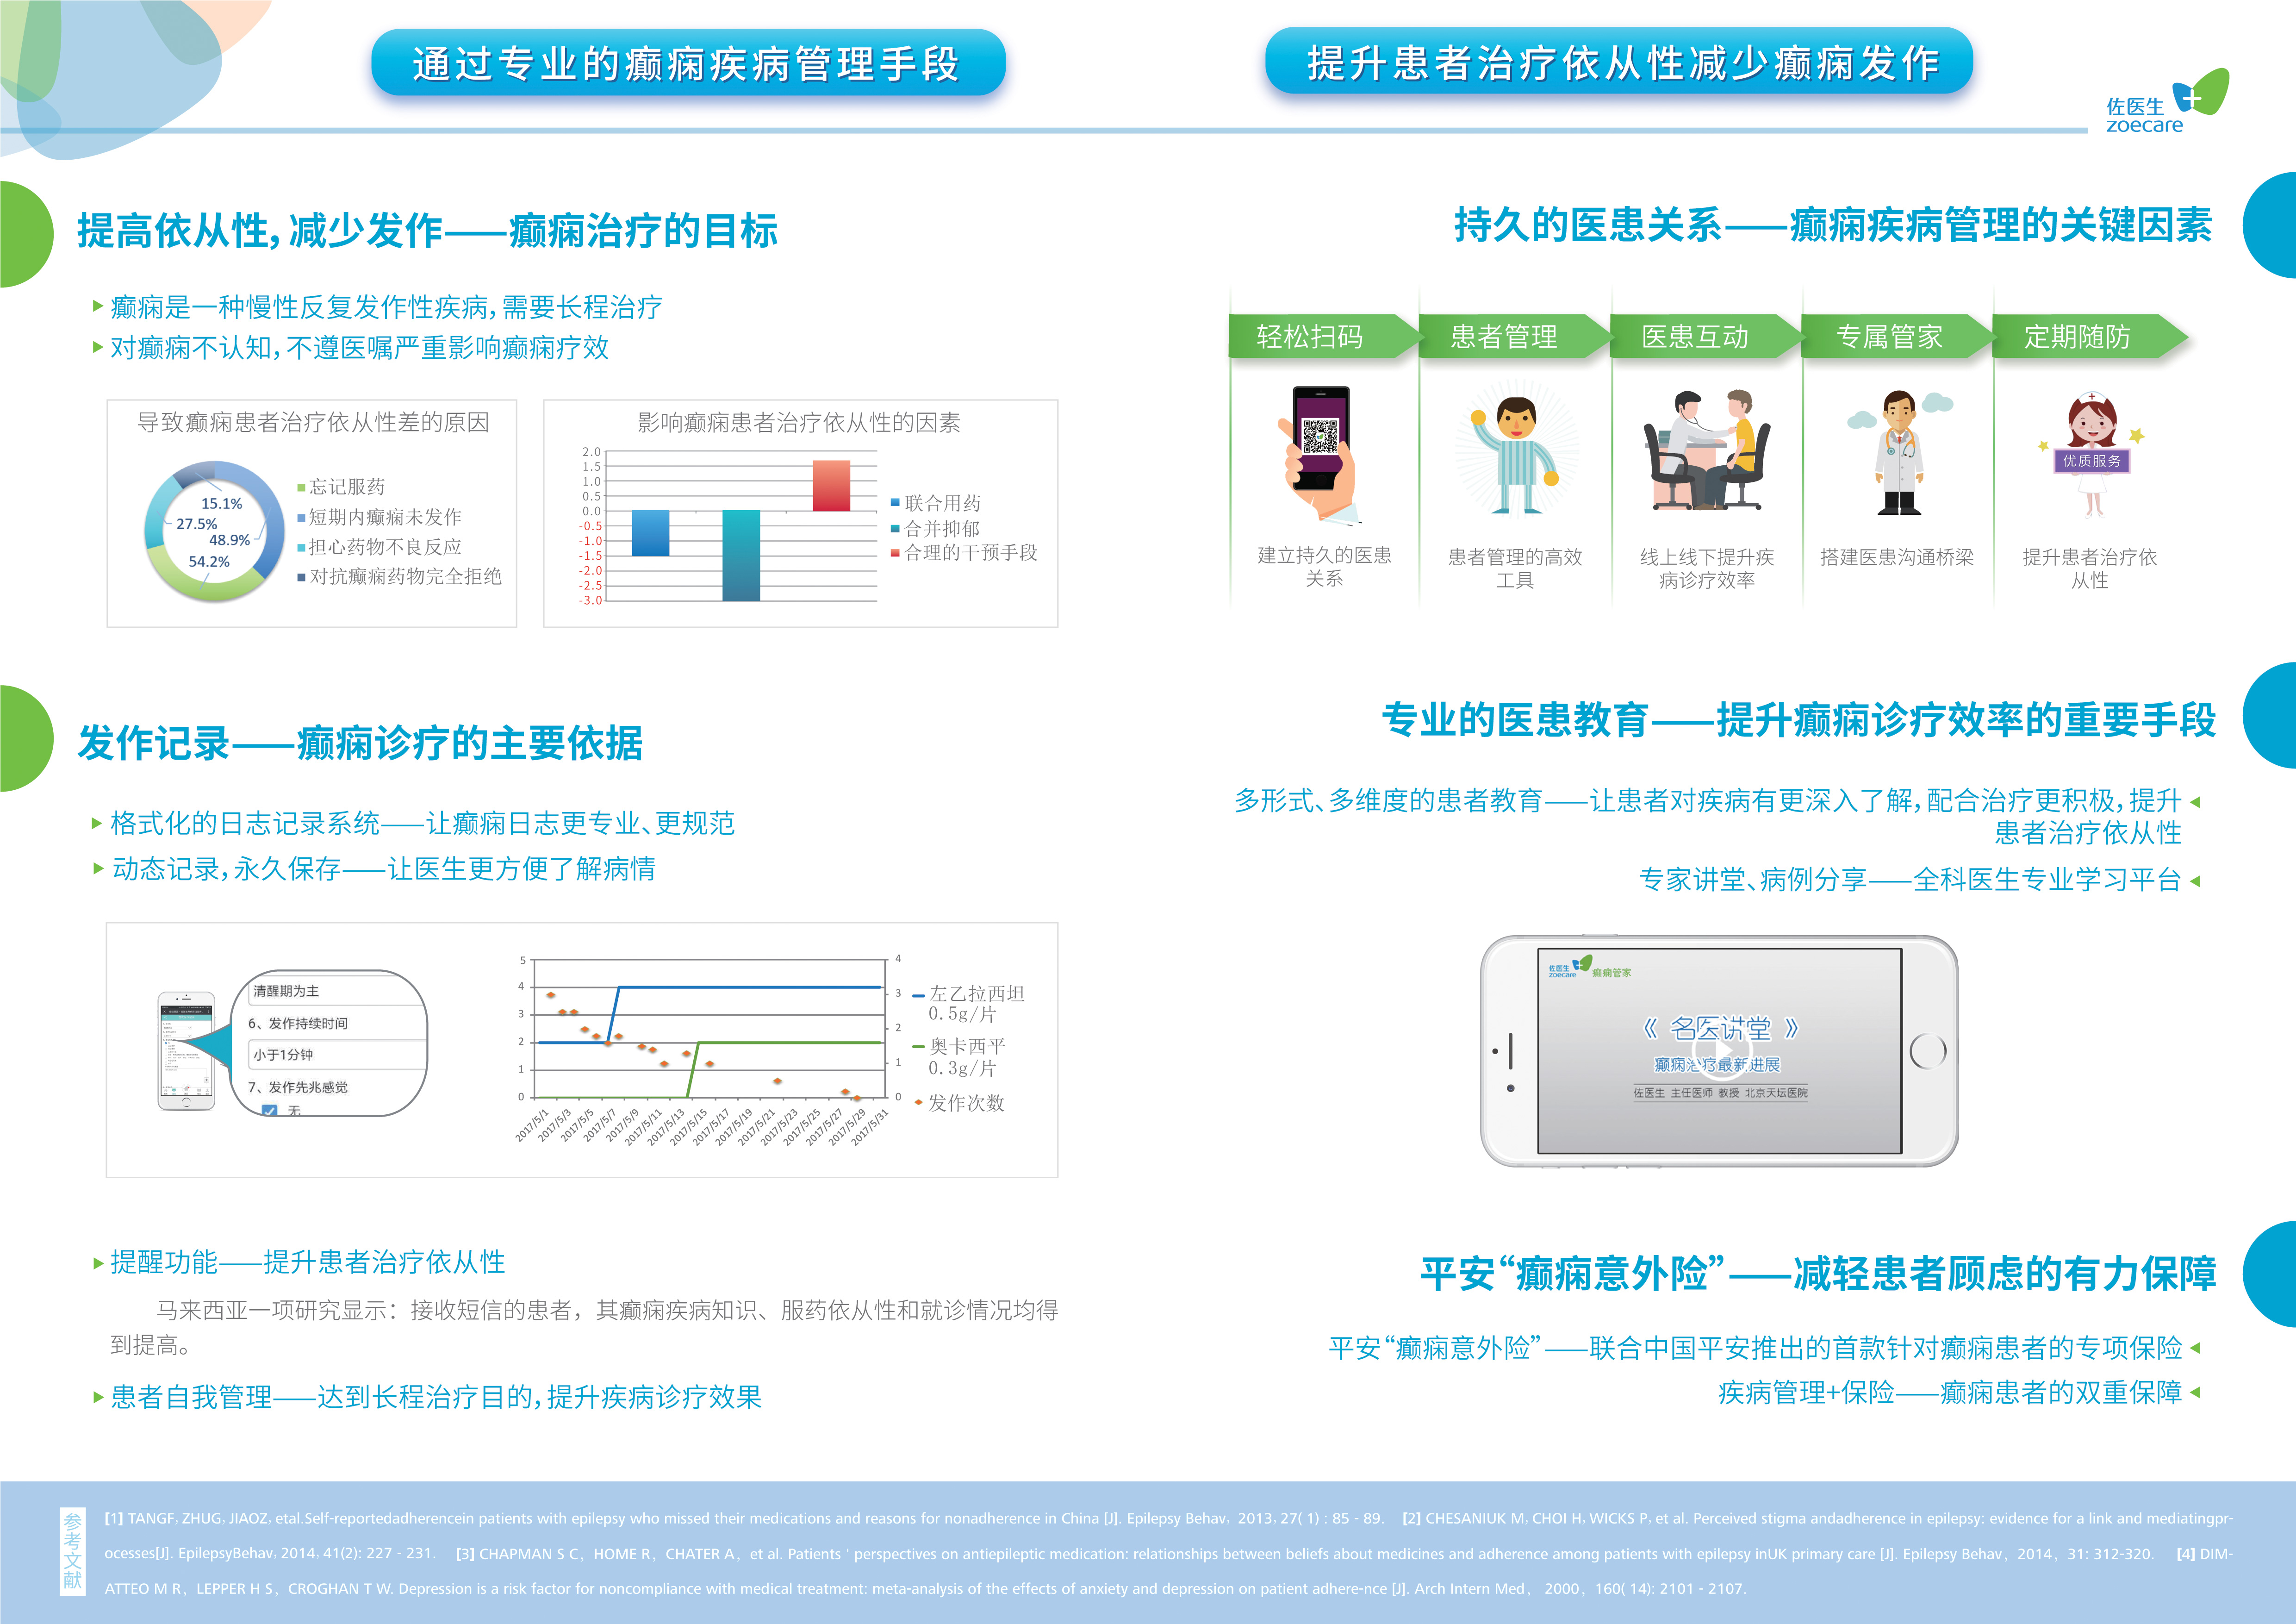 通过专业的癫痫疾病管理手段
提升患者治疗依从性减少癫痫发作
佐医生
zoecare
提高依从性，减少发作——癫痫治疗的目标
癫痫是一种慢性反复发作性疾病，需要长程治疗
对癫痫不认知，不遵医嘱严重影响癫痫疗效
导致癫痫患者治疗依从性差的原因
15.1%
27.5%
48.9%
54.2%
忘记服药
短期内癫痫未发作
担心药物不良反应
对抗癫痫药物完全拒绝
影响癫痫患者治疗依从性的因素
2.0
1.5
1.0
0.5
0.0
-0.5
-1.0
-1.5
-2.0
-2.5
-3.0
联合用药
合并抑郁
合理的干预手段
发作记录——癫痫诊疗的主要依据
格式化的日志记录系统——让癫痫日志更专业、更规范
动态记录，永久保存——让医生更方便了解病情
清醒期为主
6、发作持续时间
小于1分钟
7、发作先兆感觉
无
5
4
3
2
1
0
4
3
2
1
0
2017/5/1
2017/5/3
2017/5/5
2017/5/7
2017/5/9
2017/5/11
2017/5/13
2017/5/15
2017/5/17
2017/5/19
2017/5/21
2017/5/23
2017/5/25
2017/5/27
2017/5/29
2017/5/31
左乙拉西坦
0.5g/片
奥卡西平
0.3g/片
发作次数
提醒功能——提升患者治疗依从性
马来西亚一项研究显示：接收短信的患者，其癫痫疾病知识、服药依从性和就诊情况均得
到提高。
患者自我管理——达到长程治疗目的，提升疾病诊疗效果
持久的医患关系——癫痫疾病管理的关键因素
轻松扫码
患者管理
医患互动
专属管家
定期随防
优质服务
建立持久的医患
关系
患者管理的高效
工具
线上线下提升疾
病诊疗效率
搭建医患沟通桥梁
提升患者治疗依
从性
专业的医患教育——提升癫痫诊疗效率的重要手段
多形式、多维度的患者教育——让患者对疾病有更深入了解，配合治疗更积极，提升
患者治疗依从性
专家讲堂、病例分享——全科医生专业学习平台
佐医生
zoecare
癫痫管家
《 名医讲堂 》
癫痫治疗最新进展
佐医生 主任医师 教授 北京天坛医院
平安“癫痫意外险”——减轻患者顾虑的有力保障
平安“癫痫意外险”——联合中国平安推出的首款针对癫痫患者的专项保险
疾病管理+保险——癫痫患者的双重保障
参考文献
[1] TANGF, ZHUG, JIAOZ, etal.Self-reportedadherencein patients with epilepsy who missed their medications and reasons for nonadherence in China [J]. Epilepsy Behav, 2013, 27( 1) : 85 - 89. [2] CHESANIUK M, CHOI H, WICKS P, et al. Perceived stigma andadherence in epilepsy: evidence for a link and mediatingpr-
ocesses[J]. EpilepsyBehav, 2014, 41(2): 227 - 231. [3] CHAPMAN S C, HOME R, CHATER A, et al. Patients ' perspectives on antiepileptic medication: relationships between beliefs about medicines and adherence among patients with epilepsy inUK primary care [J]. Epilepsy Behav, 2014, 31: 312-320. [4] DIM-
ATTEO M R, LEPPER H S, CROGHAN T W. Depression is a risk factor for noncompliance with medical treatment: meta-analysis of the effects of anxiety and depression on patient adhere-nce [J]. Arch Intern Med, 2000, 160( 14): 2101 - 2107.